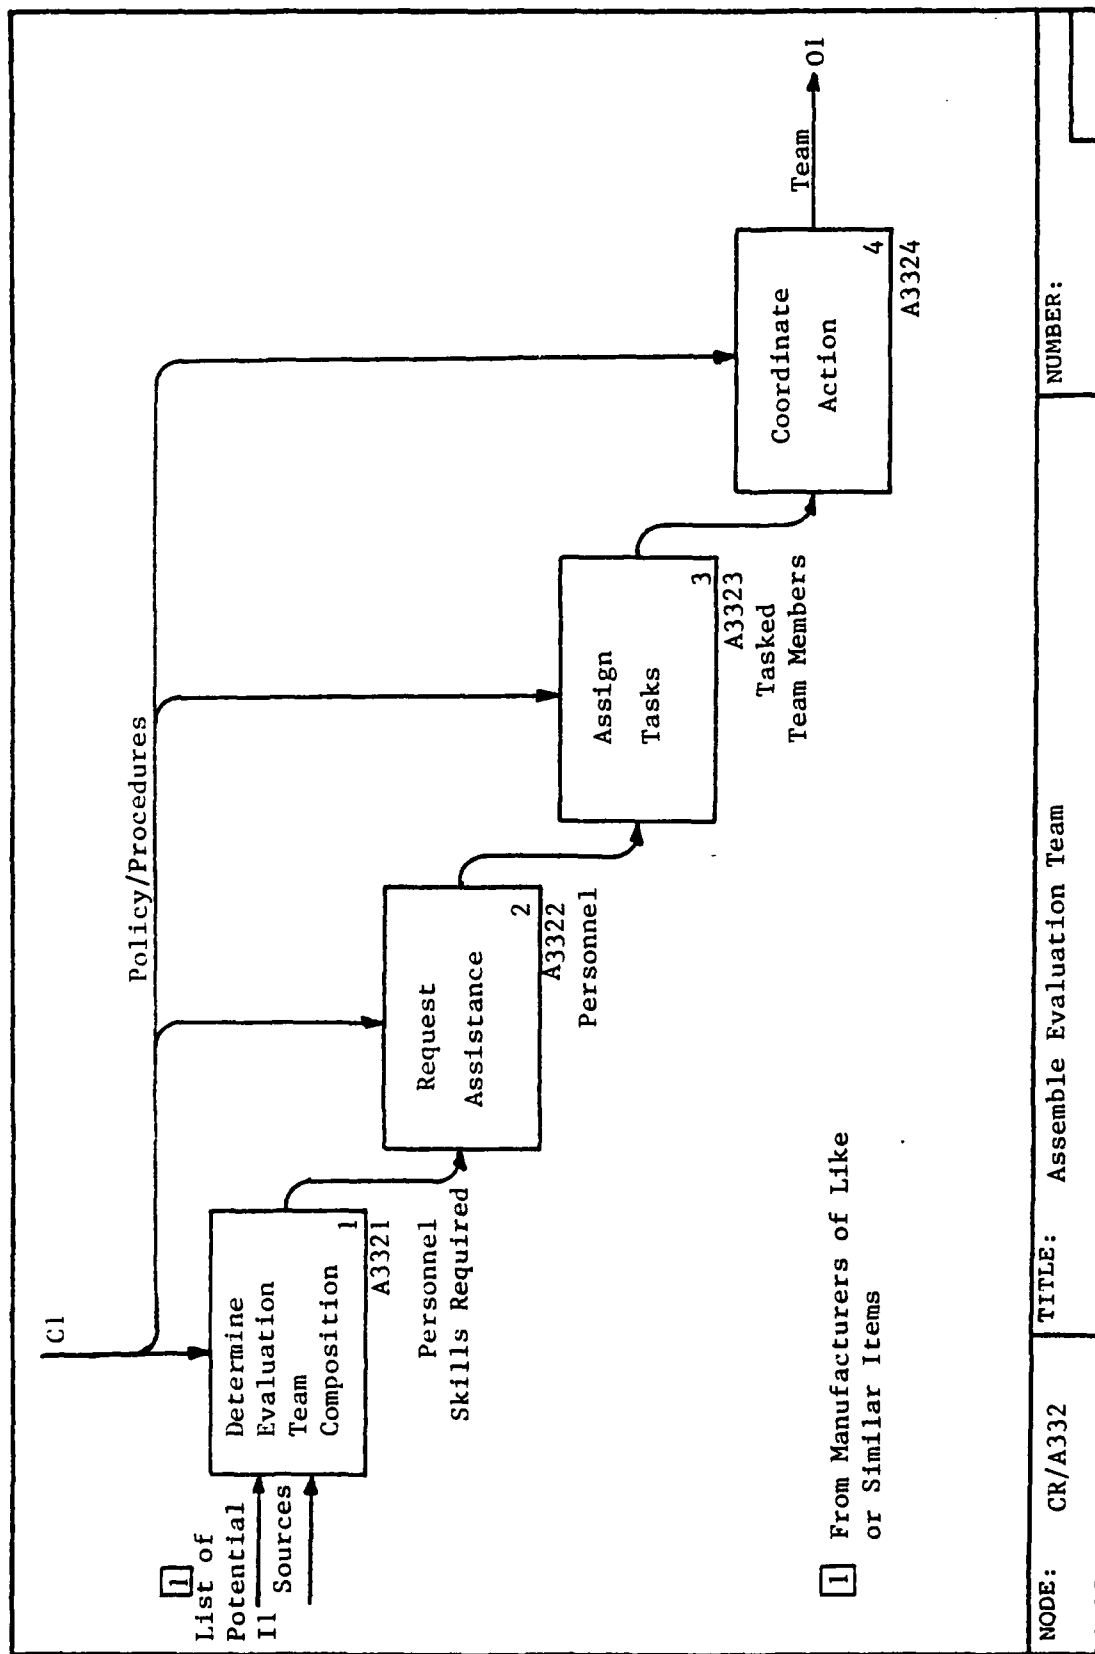 C1
Policy/Procedures
1
List of
Potential
I1 Sources
Determine
Evaluation
Team
Composition
1
A3321
Personnel
Skills Required
Request
Assistance
2
A3322
Personnel
Assign
Tasks
3
A3323
Tasked
Team Members
Coordinate
Action
4
A3324
Team
O1
1 From Manufacturers of Like
or Similar Items
NODE: CR/A332
TITLE: Assemble Evaluation Team
NUMBER: